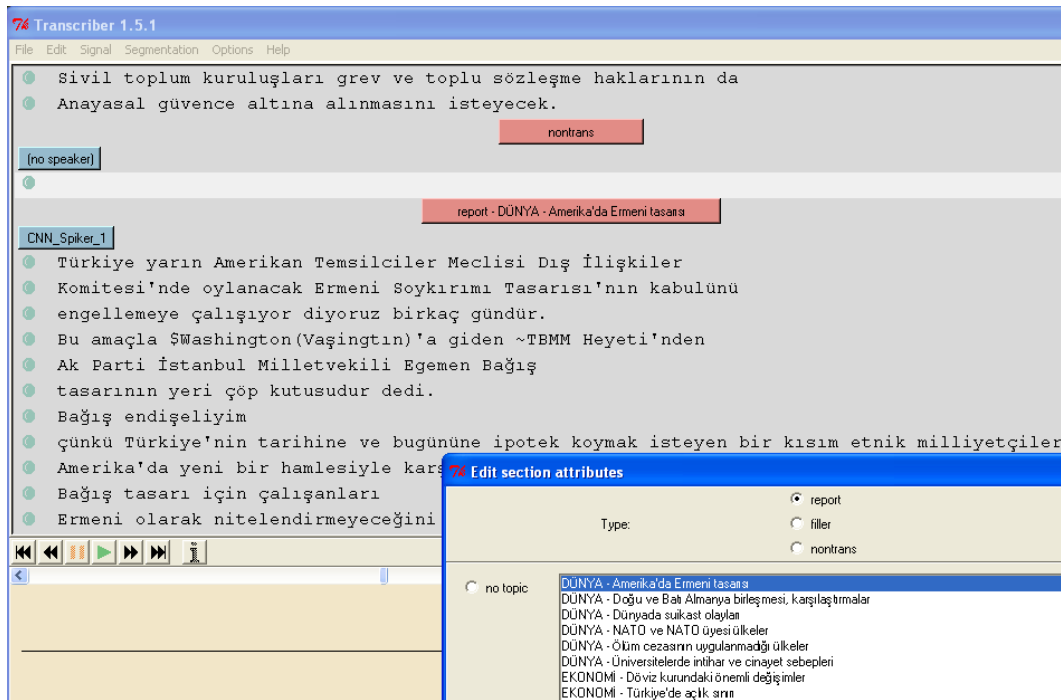 Transcriber 1.5.1
File Edit Signal Segmentation Options Help
Sivil toplum kuruluşları grev ve toplu sözleşme haklarının da
Anayasal güvence altına alınmasını isteyecek.
nontrans
(no speaker)
report - DÜNYA - Amerika'da Ermeni tasarısı
CNN_Spiker_1
Türkiye yarın Amerikan Temsilciler Meclisi Dış İlişkiler
Komitesi'nde oylanacak Ermeni Soykırımı Tasarısı'nın kabulünü
engellemeye çalışıyor diyoruz birkaç gündür.
Bu amaçla $Washington(Vaşingtın)'a giden ~TBMM Heyeti'nden
Ak Parti İstanbul Milletvekili Egemen Bağış
tasarının yeri çöp kutusudur dedi.
Bağış endişeliyim
çünkü Türkiye'nin tarihine ve bugününe ipotek koymak isteyen bir kısım etnik milliyetçiler
Amerika'da yeni bir hamlesiyle karş
Bağış tasarı için çalışanları
Ermeni olarak nitelendirmeyeceğini
Edit section attributes
Type:
report
filler
nontrans
no topic
DÜNYA - Amerika'da Ermeni tasarısı
DÜNYA - Doğu ve Batı Almanya birleşmesi, karşılaştırmalar
DÜNYA - Dünyada suikast olayları
DÜNYA - NATO ve NATO üyesi ülkeler
DÜNYA - Ölüm cezasının uygulanmadığı ülkeler
DÜNYA - Üniversitelerde intihar ve cinayet sebepleri
EKONOMİ - Döviz kurundaki önemli değişimler
EKONOMİ - Türkiye'de açlık sınırı